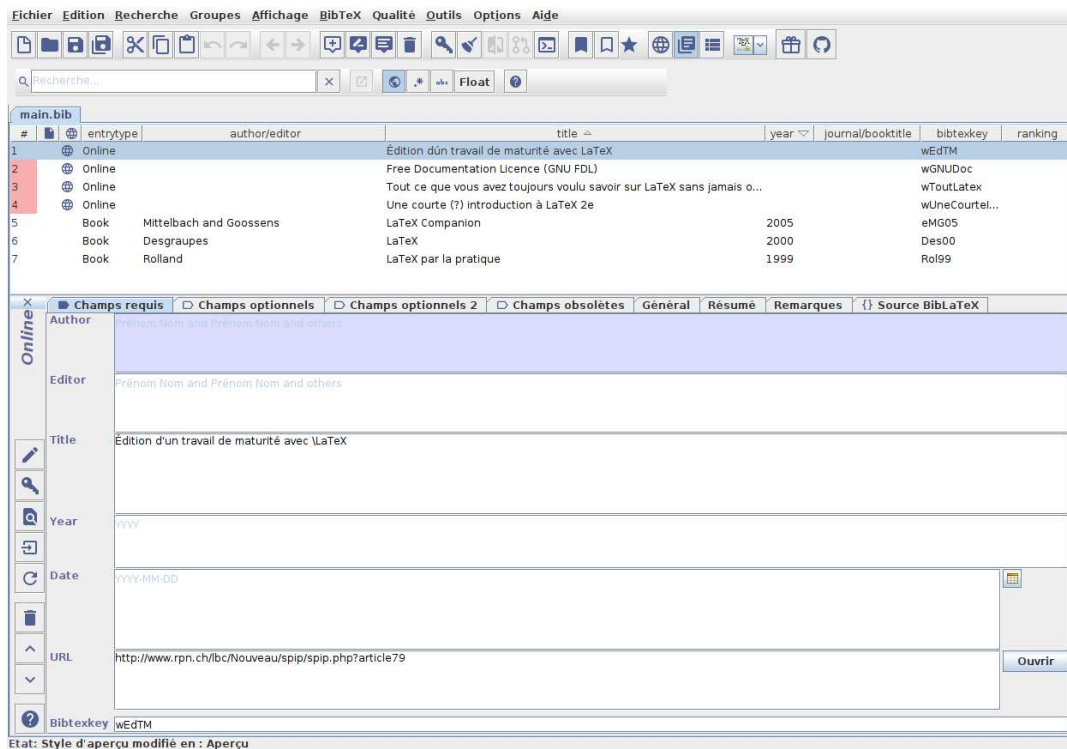 Fichier Edition Recherche Groupes Affichage BibTeX Qualité Outils Options Aide
Recherche... Float
main.bib
# entrytype author/editor title year journal/booktitle bibtexkey ranking
1 Online Édition dún travail de maturité avec LaTeX wEdTM
2 Online Free Documentation Licence (GNU FDL) wGNUDoc
3 Online Tout ce que vous avez toujours voulu savoir sur LaTeX sans jamais o... wToutLatex
4 Online Une courte (?) introduction à LaTeX 2e wUneCourteI...
5 Book Mittelbach and Goossens LaTeX Companion 2005 eMG05
6 Book Desgraupes LaTeX 2000 Des00
7 Book Rolland LaTeX par la pratique 1999 Rol99
Champs requis Champs optionnels Champs optionnels 2 Champs obsolètes Général Résumé Remarques {} Source BibLaTeX
Online
Author Prénom Nom and Prénom Nom and others
Editor Prénom Nom and Prénom Nom and others
Title Édition d'un travail de maturité avec \LaTeX
Year YYYY
Date YYYY-MM-DD
URL http://www.rpn.ch/lbc/Nouveau/spip/spip.php?article79 Ouvrir
Bibtexkey wEdTM
Etat: Style d'aperçu modifié en : Aperçu